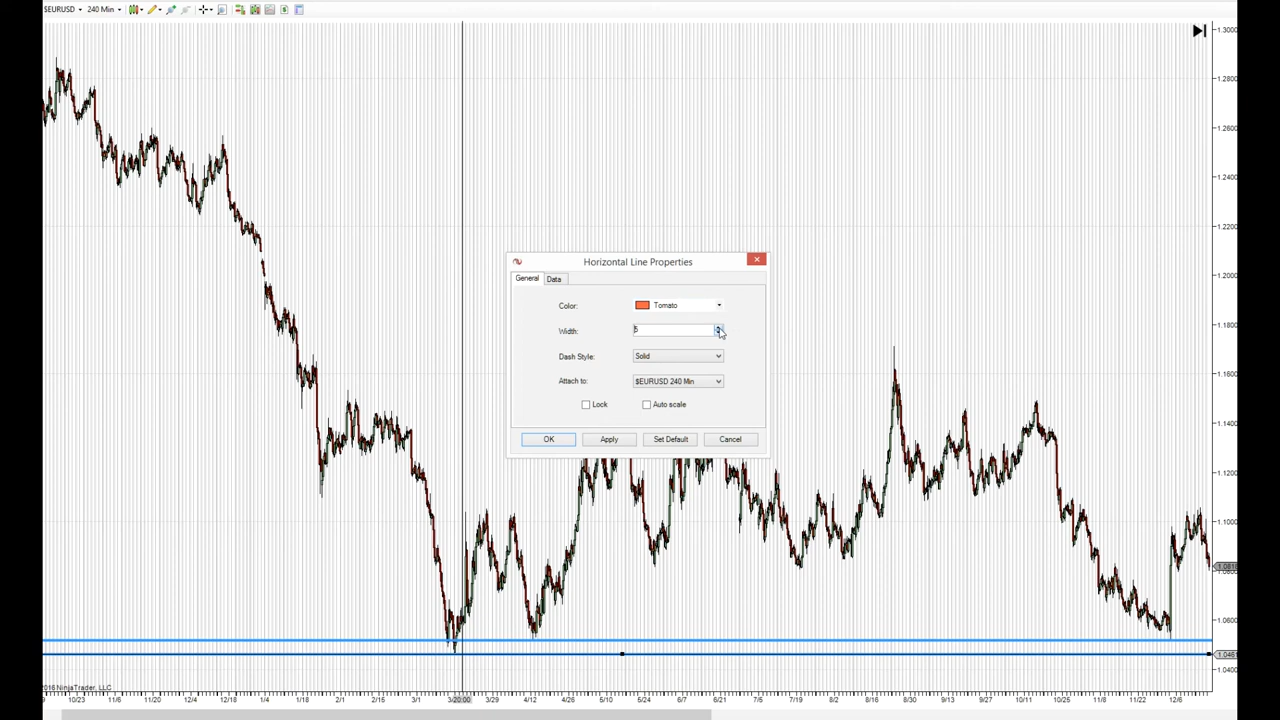 $EURUSD 240 Min
1.3000
1.2800
1.2600
1.2400
1.2200
1.2000
1.1800
1.1600
1.1400
1.1200
1.1000
1.0600
1.0400
Horizontal Line Properties
General Data
Color: Tomato
Width: 5
Dash Style: Solid
Attach to: $EURUSD 240 Min
Lock Auto scale
OK Apply Set Default Cancel
NinjaTrader, LLC
10/23 11/6 11/20 12/4 12/18 1/4 1/18 2/1 2/15 3/1 3/29 4/12 4/26 5/10 5/24 6/7 6/21 7/5 7/19 8/2 8/16 8/30 9/13 9/27 10/11 10/25 11/8 11/22 12/6